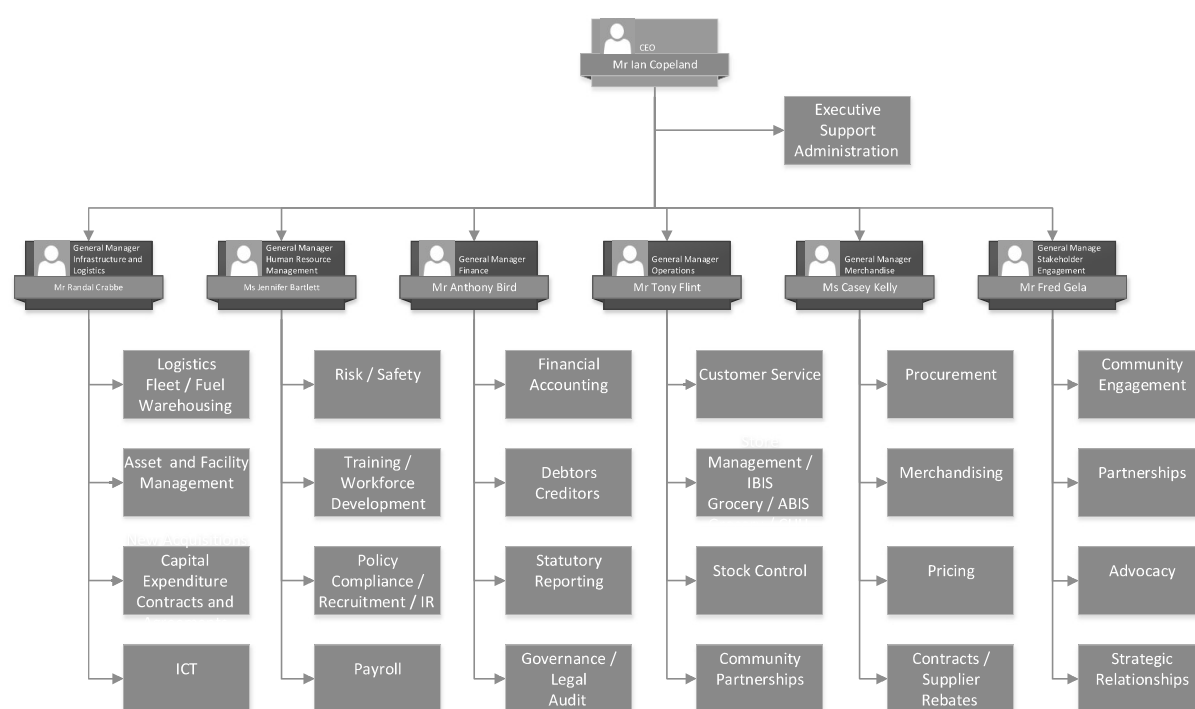 CEO
Mr Ian Copeland
Executive
Support
Administration
General Manager
Infrastructure and
Logistics
Mr Randal Crabbe
General Manager
Human Resource
Management
Ms Jennifer Bartlett
General Manager
Finance
Mr Anthony Bird
General Manager
Operations
Mr Tony Flint
General Manager
Merchandise
Ms Casey Kelly
General Manage
Stakeholder
Engagement
Mr Fred Gela
Logistics
Fleet / Fuel
Warehousing
Risk / Safety
Financial
Accounting
Customer Service
Procurement
Community
Engagement
Asset and Facility
Management
Training /
Workforce
Development
Debtors
Creditors
Store
Management /
IBIS
Grocery / ABIS
Merchandising
Partnerships
New Acquisitions
Capital
Expenditure
Contracts and
Policy
Compliance /
Recruitment / IR
Statutory
Reporting
Stock Control
Pricing
Advocacy
ICT
Payroll
Governance /
Legal
Audit
Community
Partnerships
Contracts /
Supplier
Rebates
Strategic
Relationships